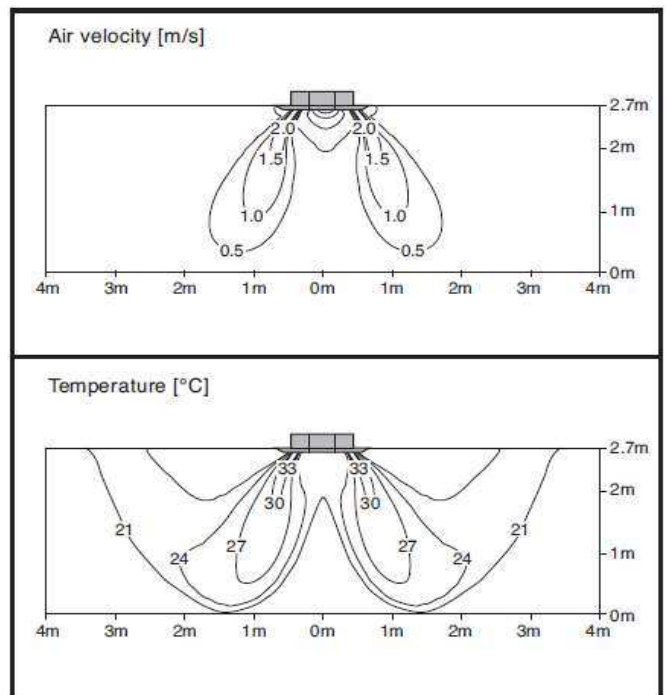 Air velocity [m/s]
2.7m
2.0 2.0
2m
1.5 1.5
1m
1.0 1.0
0.5 0.5
0m
4m 3m 2m 1m 0m 1m 2m 3m 4m
Temperature [°C]
2.7m
33 33
2m
30 30
21 21
27 27
24 24
1m
0m
4m 3m 2m 1m 0m 1m 2m 3m 4m